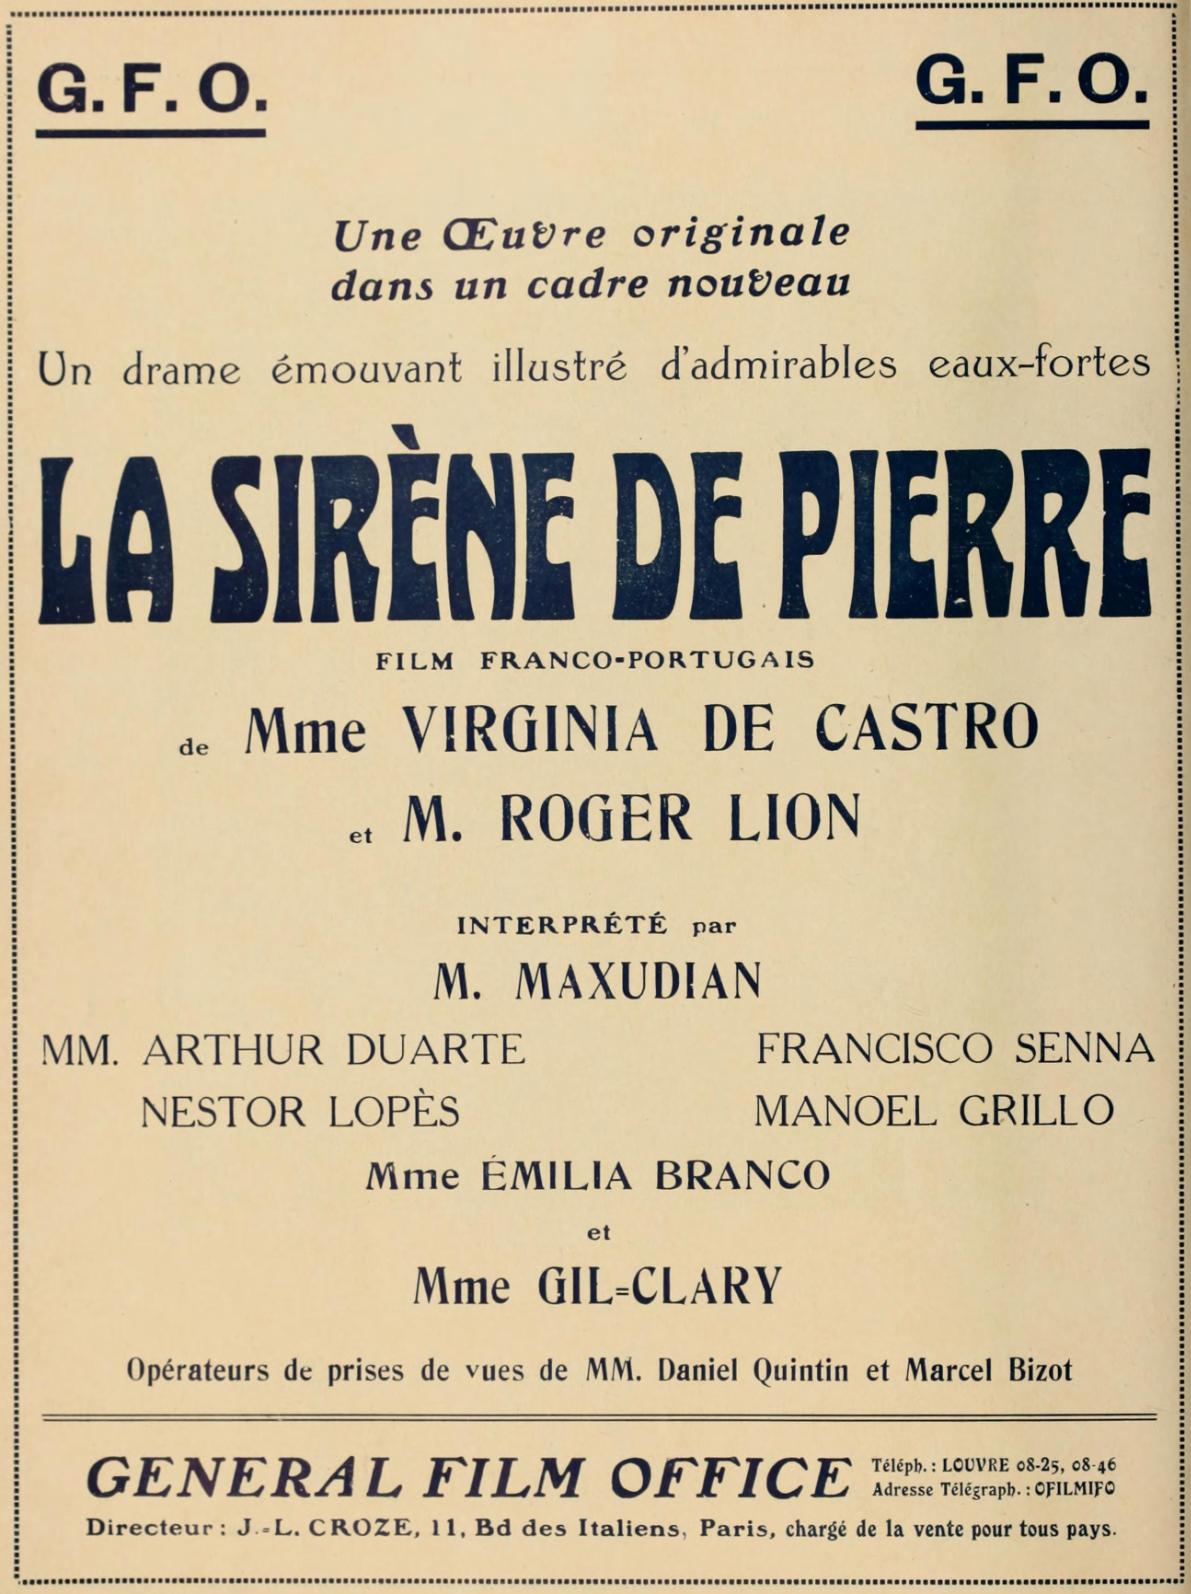 G. F. O.
G. F. O.
Une Œuvre originale
dans un cadre nouveau
Un drame émouvant illustré d'admirables eaux-fortes
LA SIRÈNE DE PIERRE
FILM FRANCO-PORTUGAIS
de Mme VIRGINIA DE CASTRO
et M. ROGER LION
INTERPRÉTÉ par
M. MAXUDIAN
MM. ARTHUR DUARTE FRANCISCO SENNA
NESTOR LOPÈS MANOEL GRILLO
Mme ÉMILIA BRANCO
et
Mme GIL=CLARY
Opérateurs de prises de vues de MM. Daniel Quintin et Marcel Bizot
GENERAL FILM OFFICE
Téléph. : LOUVRE 08-25, 08-46
Adresse Télégraph. : OFILMIFO
Directeur : J.-L. CROZE, 11, Bd des Italiens, Paris, chargé de la vente pour tous pays.